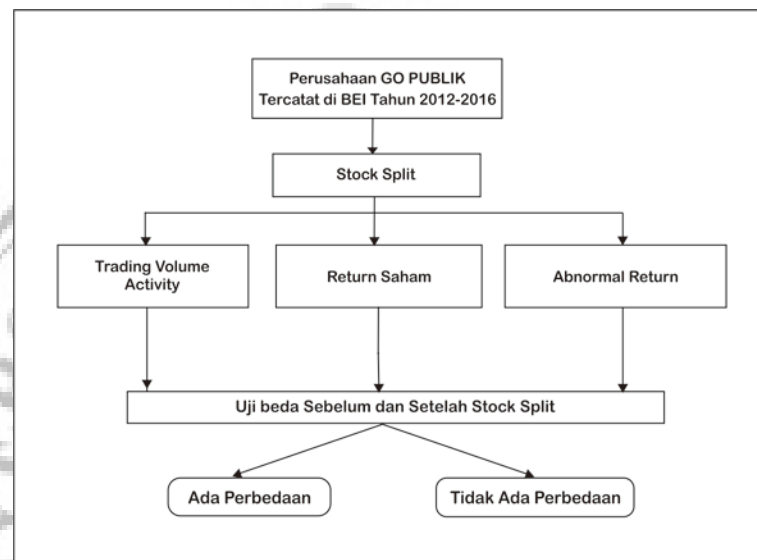 Perusahaan GO PUBLIK
Tercatat di BEI Tahun 2012-2016
Stock Split
Trading Volume
Activity
Return Saham
Abnormal Return
Uji beda Sebelum dan Setelah Stock Split
Ada Perbedaan
Tidak Ada Perbedaan